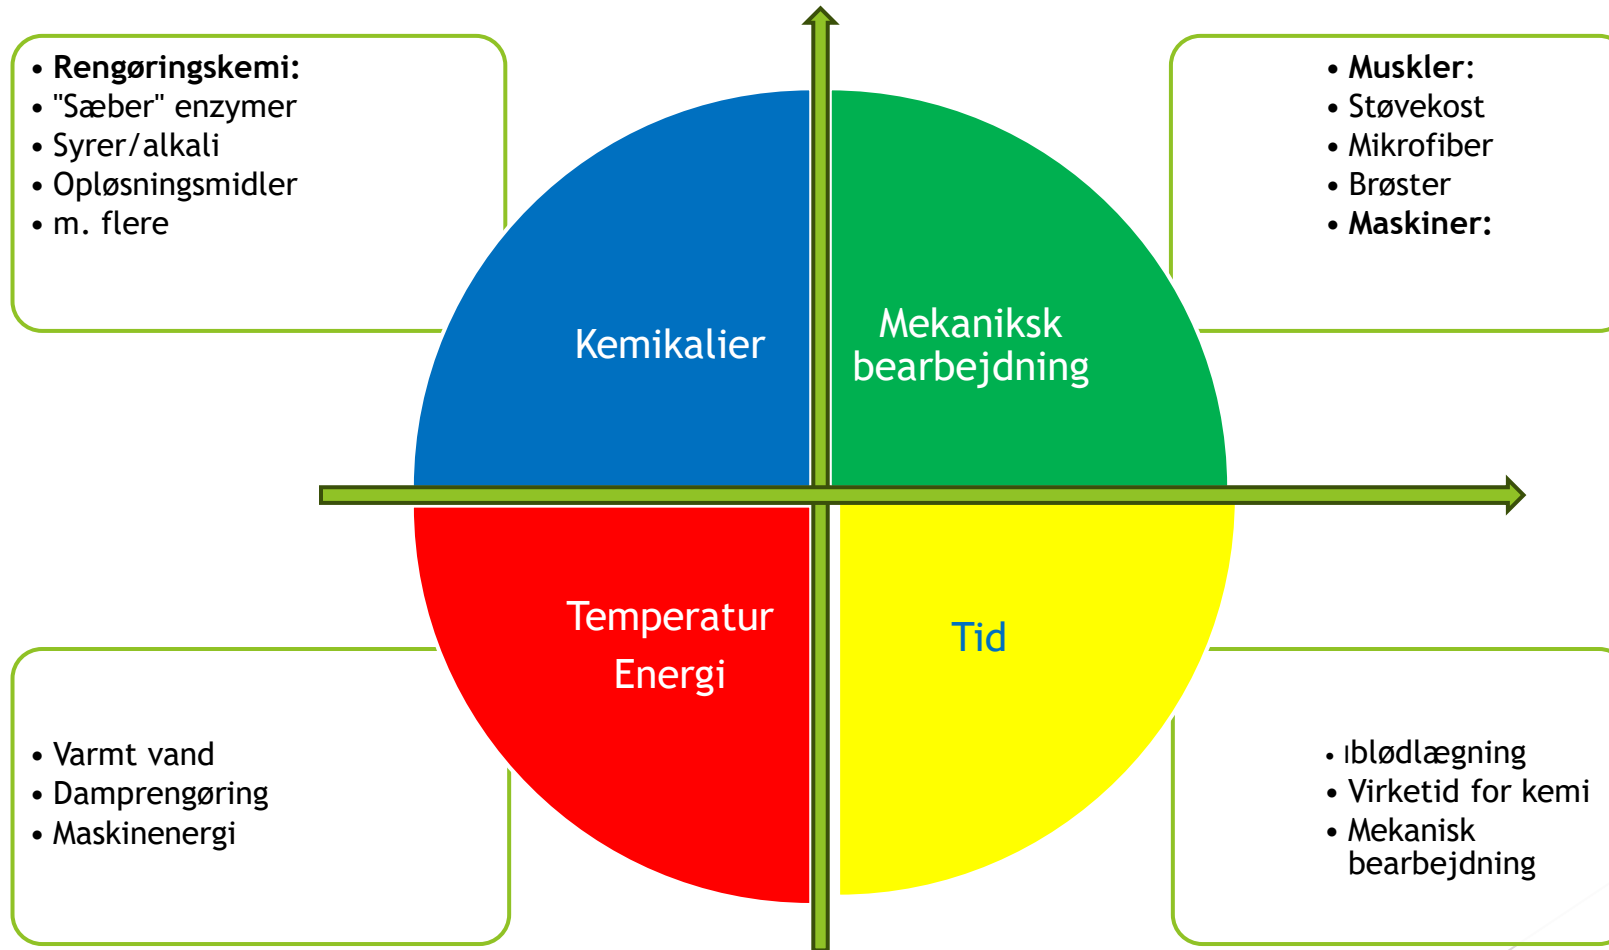 • Rengøringskemi:
• "Sæber" enzymer
• Syrer/alkali
• Opløsningsmidler
• m. flere
• Muskler:
• Støvekost
• Mikrofiber
• Brøster
• Maskiner:
Kemikalier
Mekaniksk
bearbejdning
Temperatur
Energi
Tid
• Varmt vand
• Damprengøring
• Maskinenergi
• Iblødlægning
• Virketid for kemi
• Mekanisk
bearbejdning